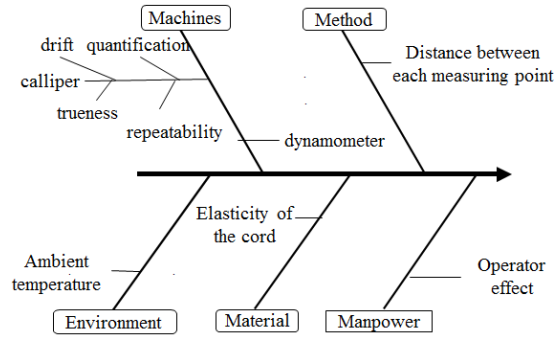 Machines
Method
drift
quantification
calliper
trueness
repeatability
dynamometer
Distance between
each measuring point
Elasticity of
the cord
Ambient
temperature
Operator
effect
Environment
Material
Manpower